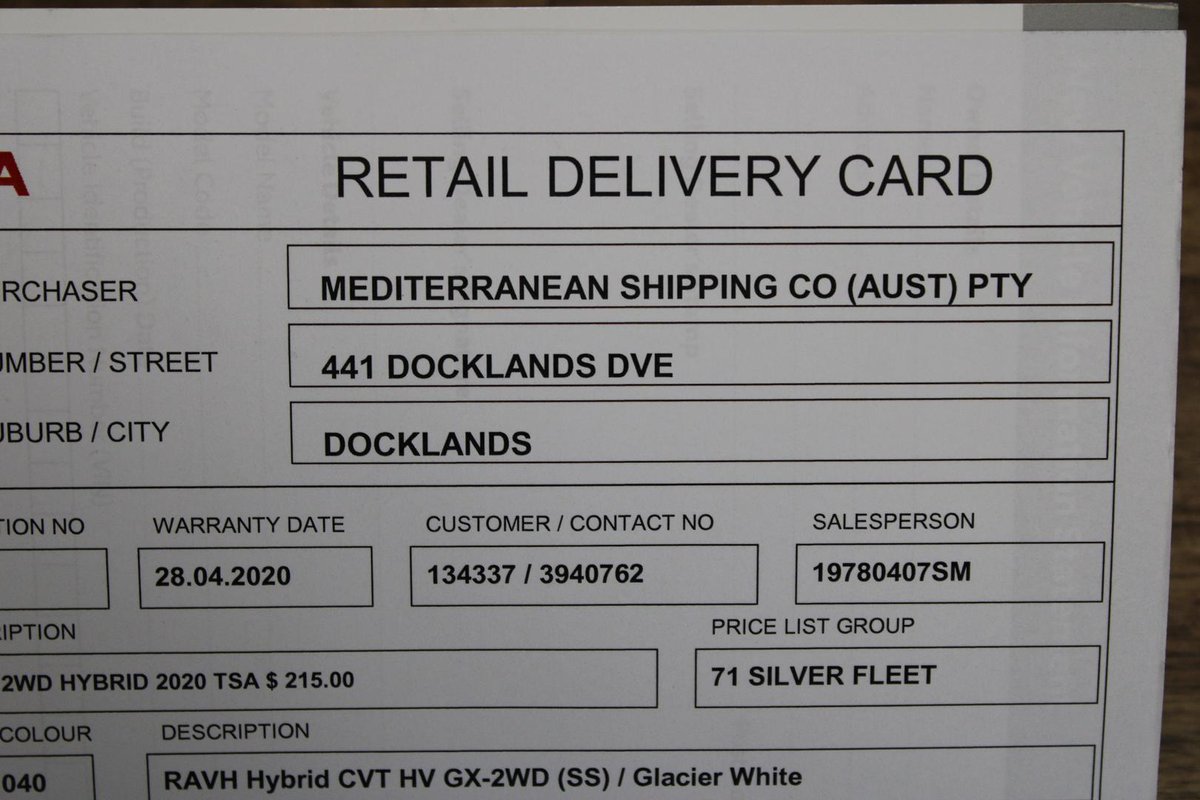 A RETAIL DELIVERY CARD
RCHASER MEDITERRANEAN SHIPPING CO (AUST) PTY
UMBER / STREET 441 DOCKLANDS DVE
UBURB / CITY DOCKLANDS
TION NO WARRANTY DATE CUSTOMER / CONTACT NO SALESPERSON
28.04.2020 134337 / 3940762 19780407SM
RIPTION PRICE LIST GROUP
2WD HYBRID 2020 TSA $ 215.00 71 SILVER FLEET
COLOUR DESCRIPTION
040 RAVH Hybrid CVT HV GX-2WD (SS) / Glacier White